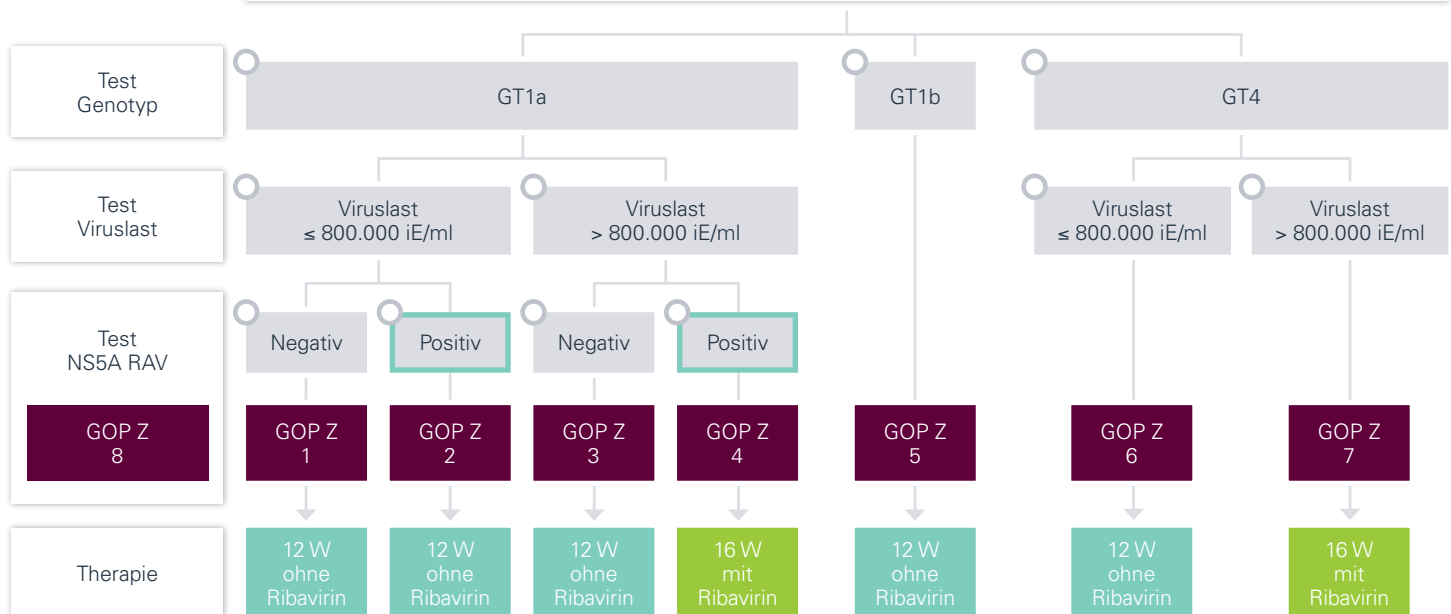 Test
Genotyp
GT1a
GT1b
GT4
Test
Viruslast
Viruslast
≤ 800.000 iE/ml
Viruslast
> 800.000 iE/ml
Viruslast
≤ 800.000 iE/ml
Viruslast
> 800.000 iE/ml
Test
NS5A RAV
Negativ
Positiv
Negativ
Positiv
GOP Z
8
GOP Z
1
GOP Z
2
GOP Z
3
GOP Z
4
GOP Z
5
GOP Z
6
GOP Z
7
Therapie
12 W
ohne
Ribavirin
12 W
ohne
Ribavirin
12 W
ohne
Ribavirin
16 W
mit
Ribavirin
12 W
ohne
Ribavirin
12 W
ohne
Ribavirin
16 W
mit
Ribavirin